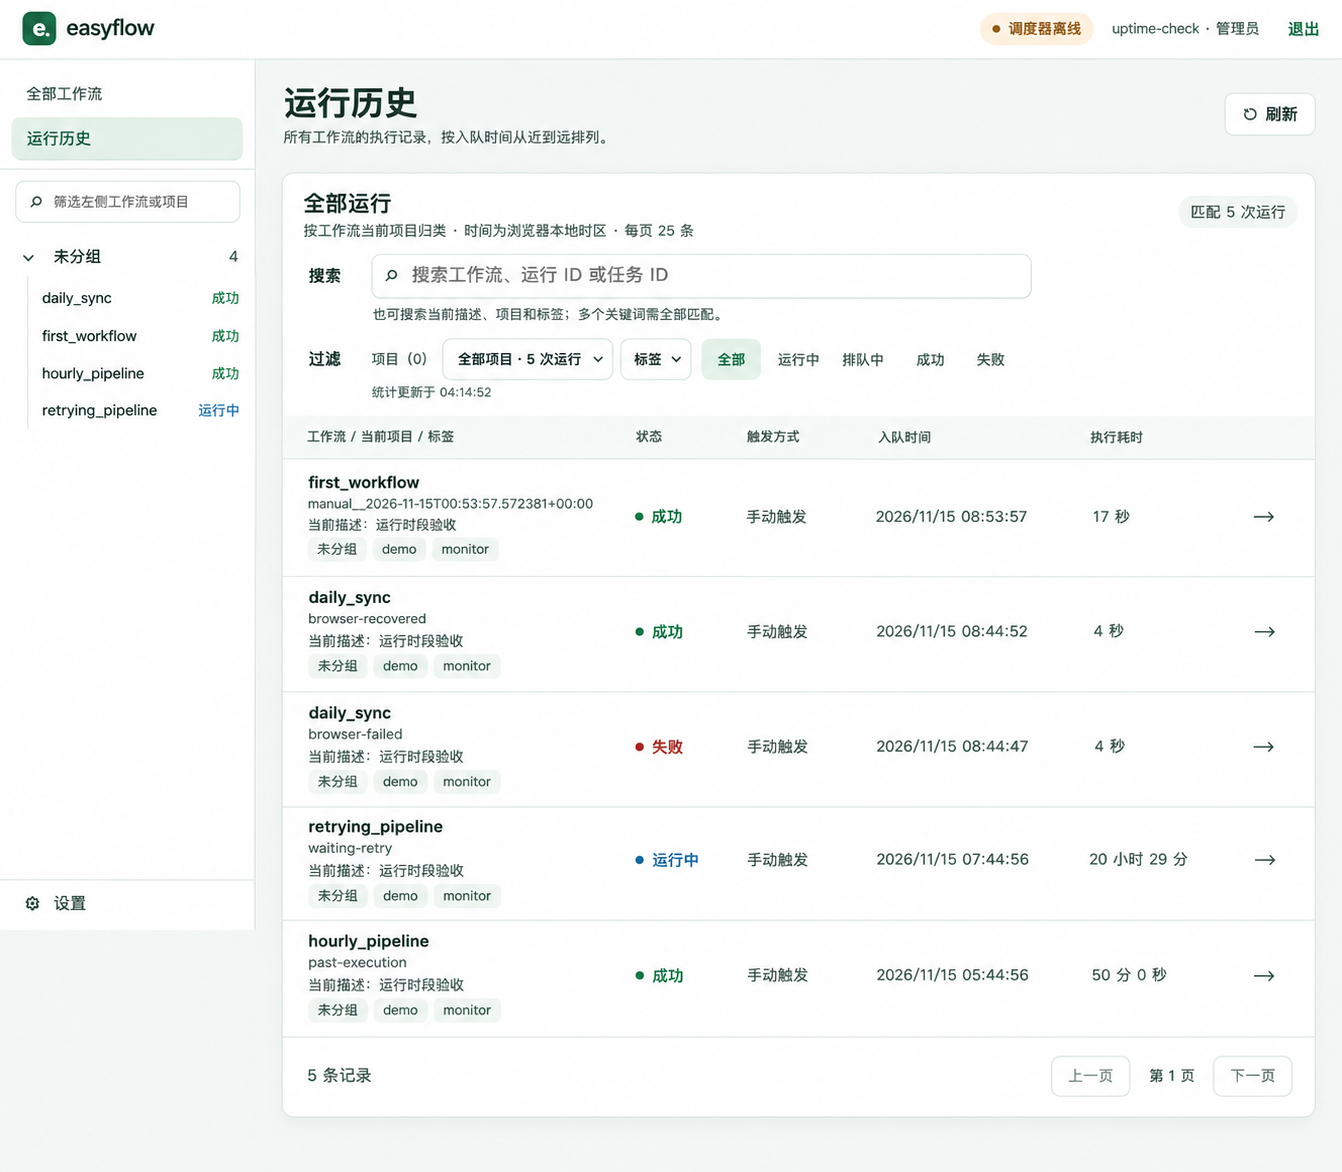 e. easyflow
调度器离线 uptime-check · 管理员 退出
全部工作流
运行历史
筛选左侧工作流或项目
未分组 4
daily_sync 成功
first_workflow 成功
hourly_pipeline 成功
retrying_pipeline 运行中
设置
运行历史
所有工作流的执行记录，按入队时间从近到远排列。
刷新
全部运行
按工作流当前项目归类 · 时间为浏览器本地时区 · 每页 25 条
匹配 5 次运行
搜索 搜索工作流、运行 ID 或任务 ID
也可搜索当前描述、项目和标签；多个关键词需全部匹配。
过滤 项目（0） 全部项目 · 5 次运行 标签 全部 运行中 排队中 成功 失败
统计更新于 04:14:52
工作流 / 当前项目 / 标签 状态 触发方式 入队时间 执行耗时
first_workflow
manual__2026-11-15T00:53:57.572381+00:00
当前描述：运行时段验收
未分组 demo monitor
成功 手动触发 2026/11/15 08:53:57 17 秒 →
daily_sync
browser-recovered
当前描述：运行时段验收
未分组 demo monitor
成功 手动触发 2026/11/15 08:44:52 4 秒 →
daily_sync
browser-failed
当前描述：运行时段验收
未分组 demo monitor
失败 手动触发 2026/11/15 08:44:47 4 秒 →
retrying_pipeline
waiting-retry
当前描述：运行时段验收
未分组 demo monitor
运行中 手动触发 2026/11/15 07:44:56 20 小时 29 分 →
hourly_pipeline
past-execution
当前描述：运行时段验收
未分组 demo monitor
成功 手动触发 2026/11/15 05:44:56 50 分 0 秒 →
5 条记录 上一页 第 1 页 下一页